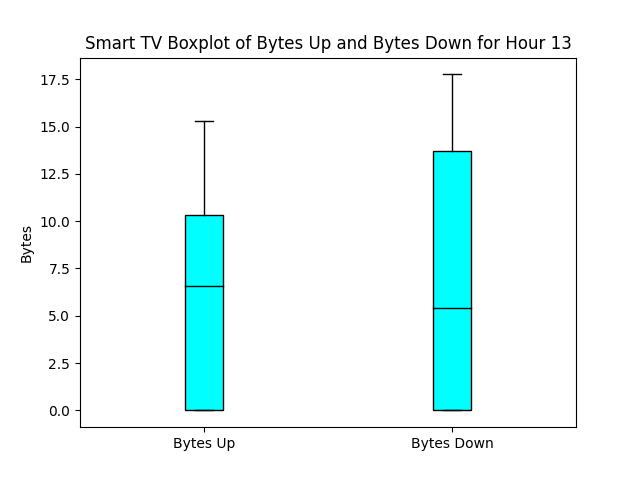 Smart TV Boxplot of Bytes Up and Bytes Down for Hour 13
17.5
15.0
12.5
10.0
7.5
5.0
2.5
0.0
Bytes
Bytes Up
Bytes Down